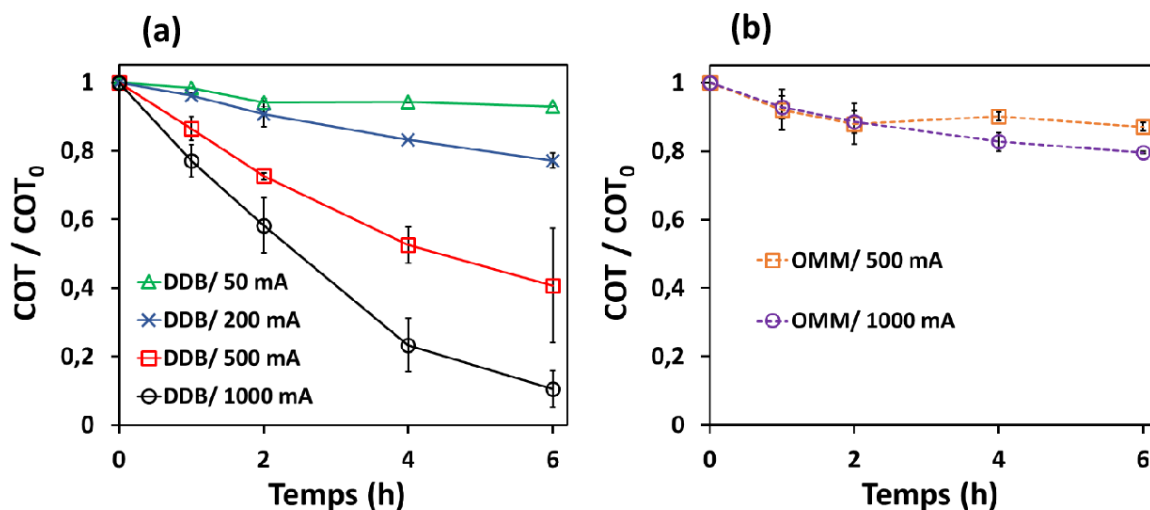 (a)
COT / COT₀
1
0,8
0,6
0,4
0,2
0
DDB/ 50 mA
DDB/ 200 mA
DDB/ 500 mA
DDB/ 1000 mA
0 2 4 6
Temps (h)
(b)
COT / COT₀
1
0,8
0,6
0,4
0,2
0
OMM/ 500 mA
OMM/ 1000 mA
0 2 4 6
Temps (h)